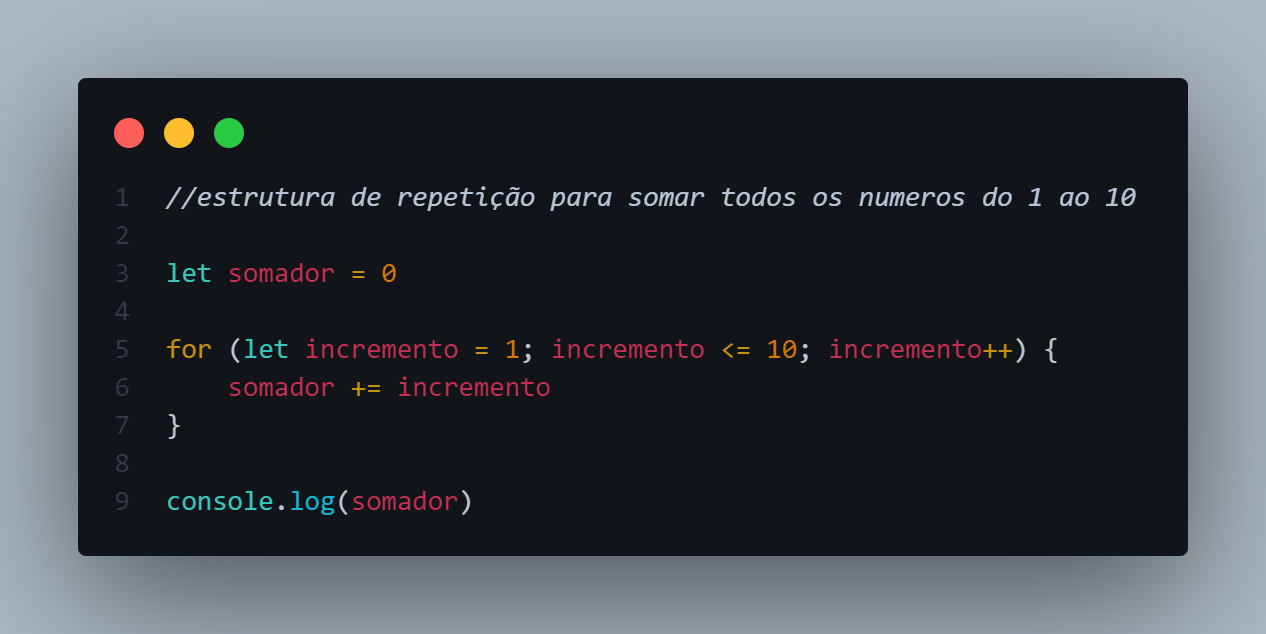 1 //estrutura de repetição para somar todos os numeros do 1 ao 10
2
3 let somador = 0
4
5 for (let incremento = 1; incremento <= 10; incremento++) {
6     somador += incremento
7 }
8
9 console.log(somador)